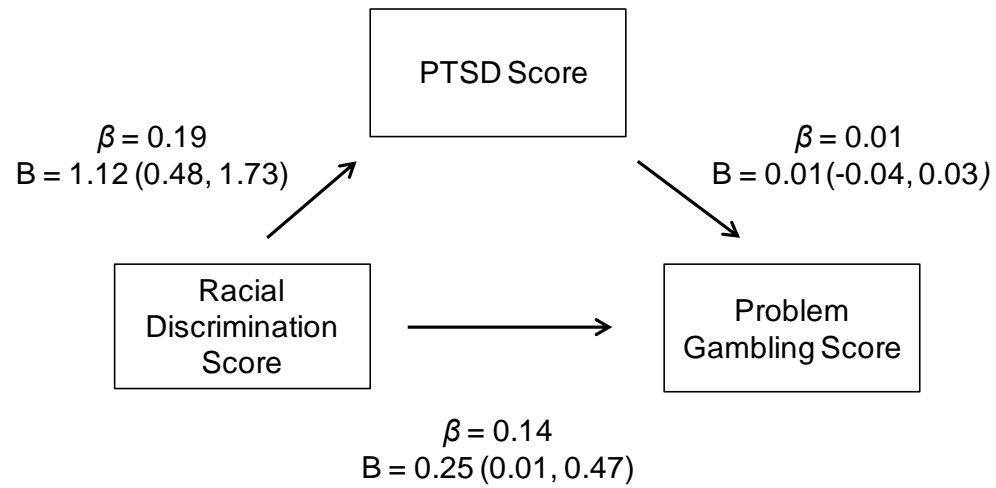 PTSD Score
β = 0.19
B = 1.12 (0.48, 1.73)
β = 0.01
B = 0.01(-0.04, 0.03)
Racial
Discrimination
Score
Problem
Gambling Score
β = 0.14
B = 0.25 (0.01, 0.47)